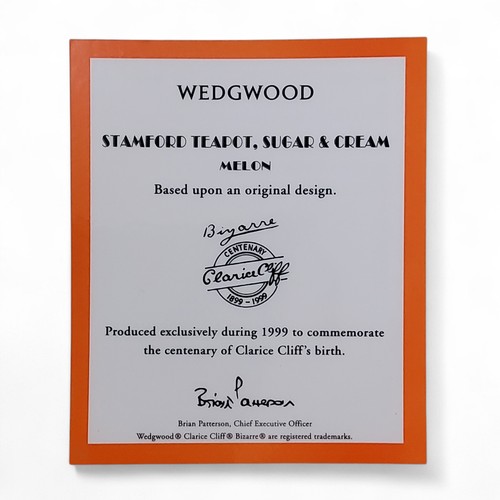 WEDGWOOD
STAMFORD TEAPOT, SUGAR & CREAM
MELON
Based upon an original design.
Bizarre
CENTENARY
Clarice Cliff
1899 - 1999
Produced exclusively during 1999 to commemorate
the centenary of Clarice Cliff's birth.
Brian Patterson
Brian Patterson, Chief Executive Officer
Wedgwood® Clarice Cliff® Bizarre® are registered trademarks.